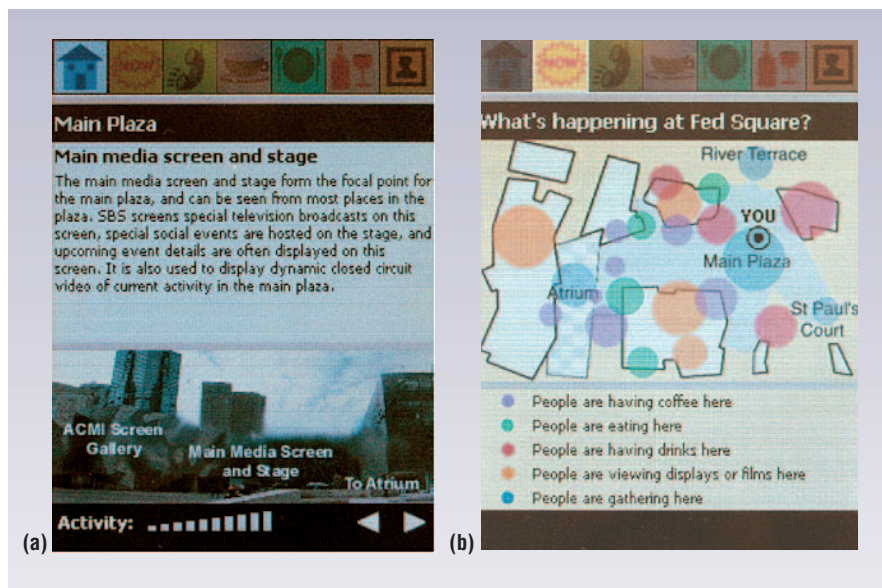 Main Plaza
Main media screen and stage
The main media screen and stage form the focal point for
the main plaza, and can be seen from most places in the
plaza. SBS screens special television broadcasts on this
screen, special social events are hosted on the stage, and
upcoming event details are often displayed on this
screen. It is also used to display dynamic closed circuit
video of current activity in the main plaza.
ACMI Screen
Gallery
Main Media Screen
and Stage
To Atrium
Activity:
(a)
NOW
What's happening at Fed Square?
River Terrace
YOU
Main Plaza
Atrium
St Paul's
Court
People are having coffee here
People are eating here
People are having drinks here
People are viewing displays or films here
People are gathering here
(b)